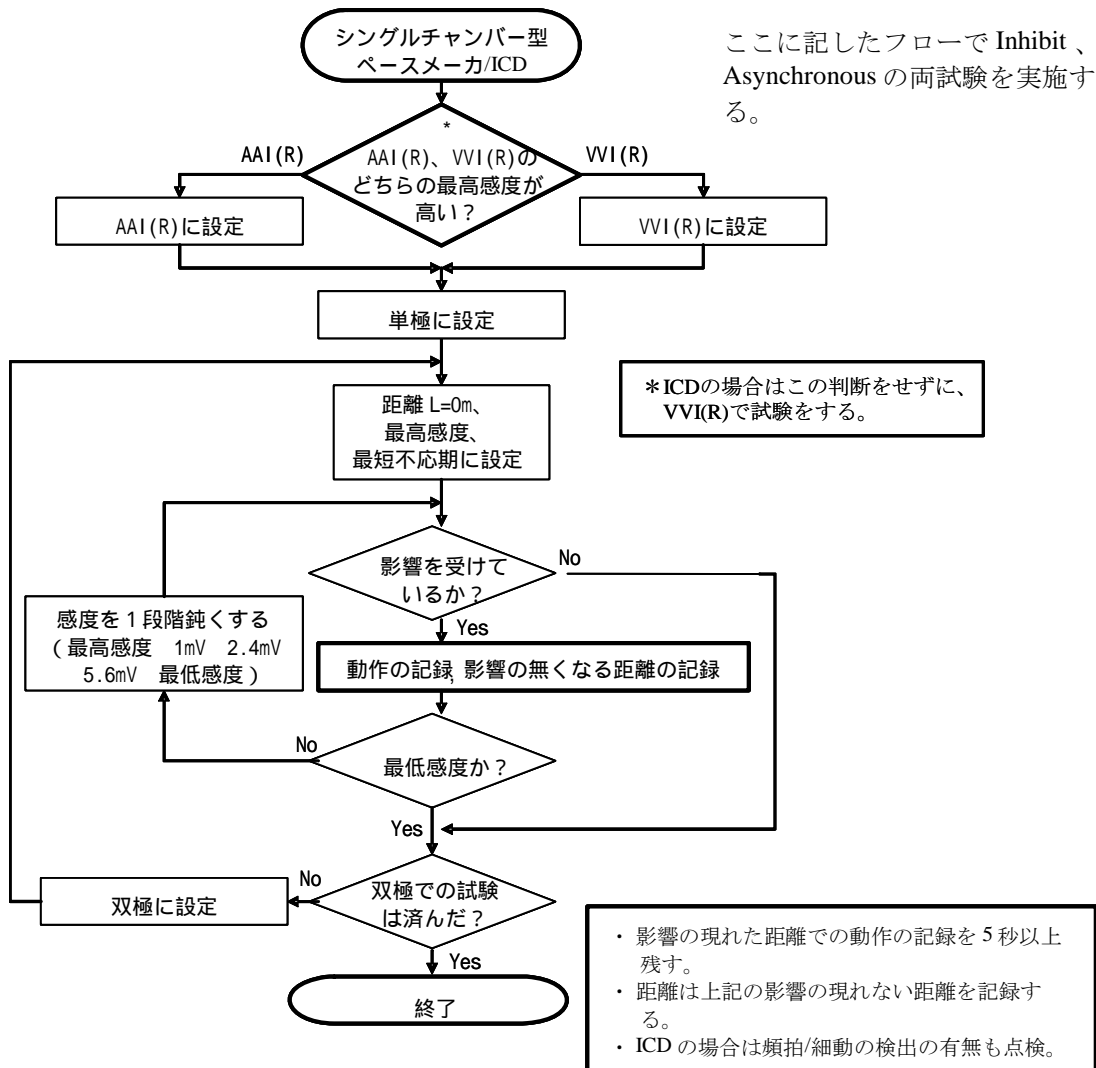 シングルチャンバー型
ペースメーカ/ICD
ここに記したフローで Inhibit 、
Asynchronous の両試験を実施す
る。
*
AAI(R)
VVI(R)
AAI(R)、VVI(R)の
どちらの最高感度が
高い？
AAI(R)に設定
VVI(R)に設定
単極に設定
＊ICDの場合はこの判断をせずに、
VVI(R)で試験をする。
距離 L=0m、
最高感度、
最短不応期に設定
影響を受けて
いるか？
No
Yes
感度を１段階鈍くする
（最高感度　1mV　2.4mV
5.6mV　最低感度）
動作の記録, 影響の無くなる距離の記録
No
最低感度か？
Yes
No
双極での試験
は済んだ？
双極に設定
Yes
終了
・ 影響の現れた距離での動作の記録を 5 秒以上
残す。
・ 距離は上記の影響の現れない距離を記録す
る。
・ ICD の場合は頻拍/細動の検出の有無も点検。